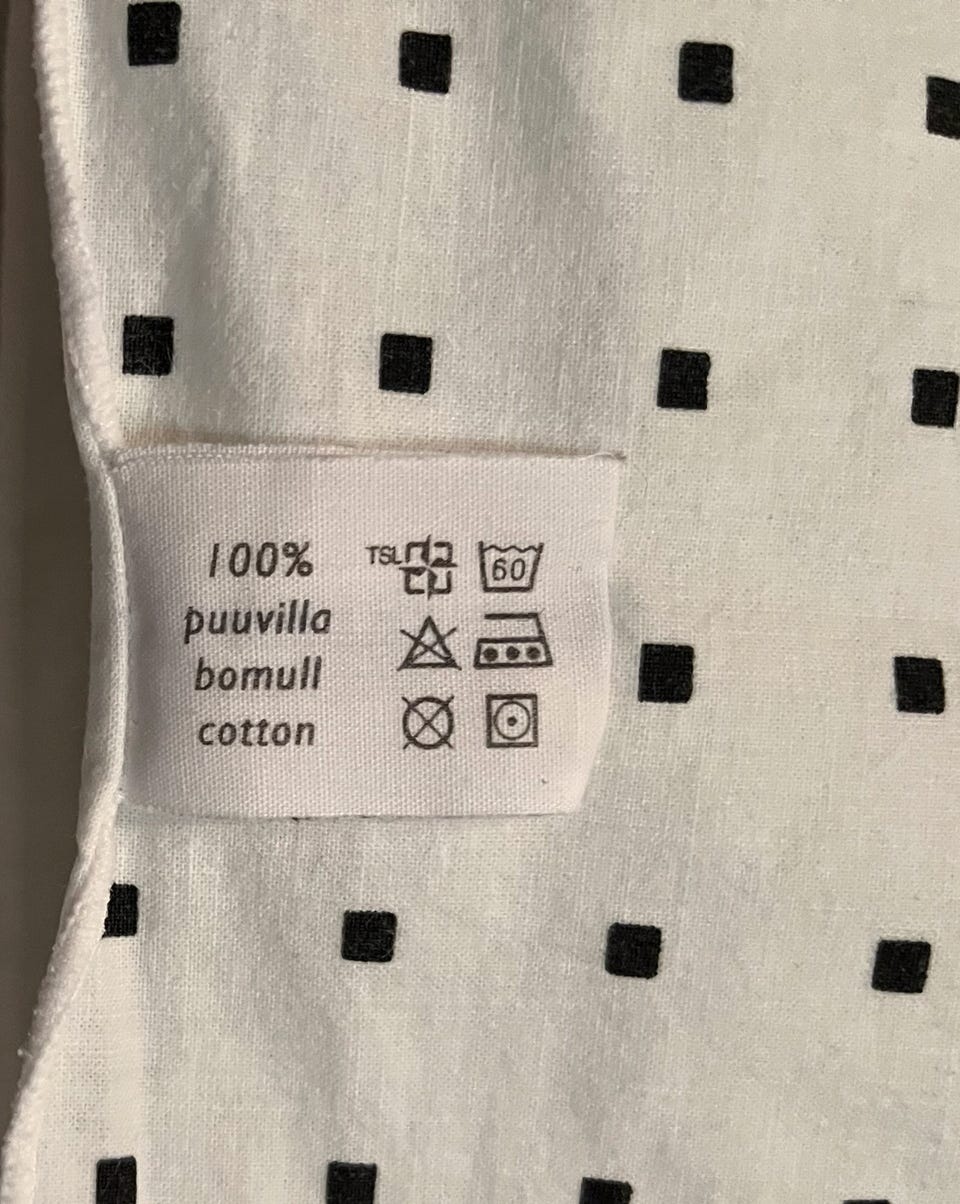 100%
puuvilla
bomull
cotton
TSL
60